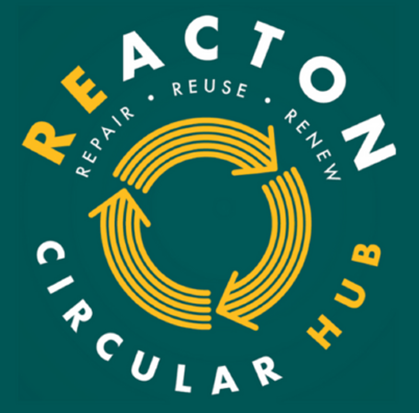 REACTON
REPAIR · REUSE · RENEW
CIRCULAR HUB